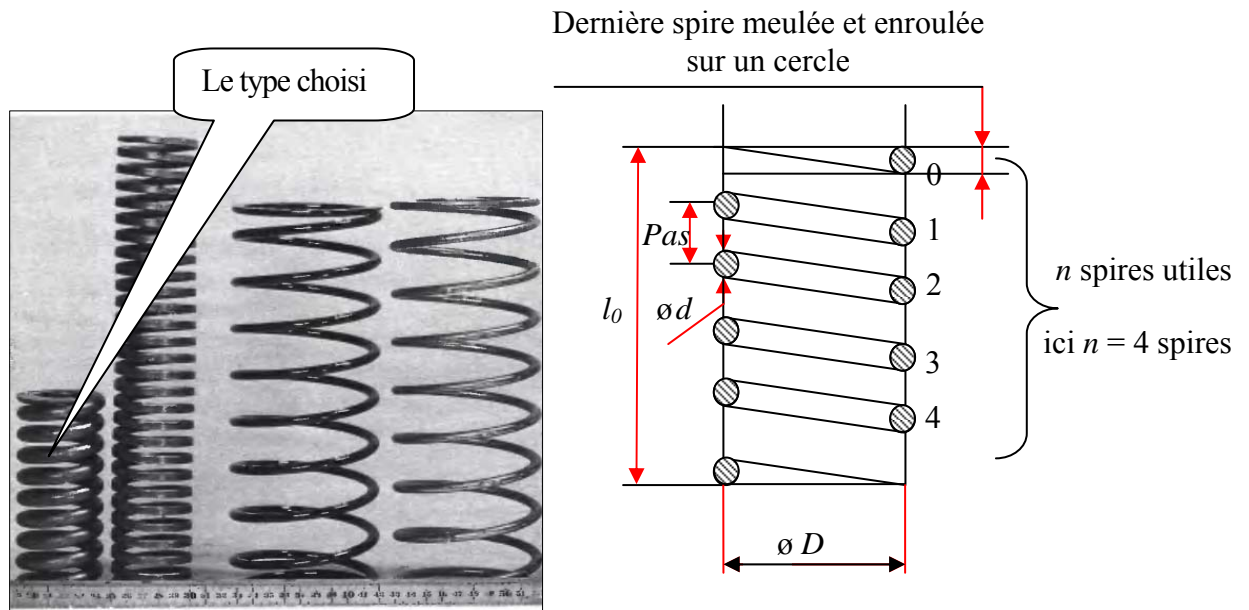 Dernière spire meulée et enroulée
sur un cercle
Le type choisi
0
Pas
1
l0
ød
2
n spires utiles
ici n = 4 spires
3
4
ø D